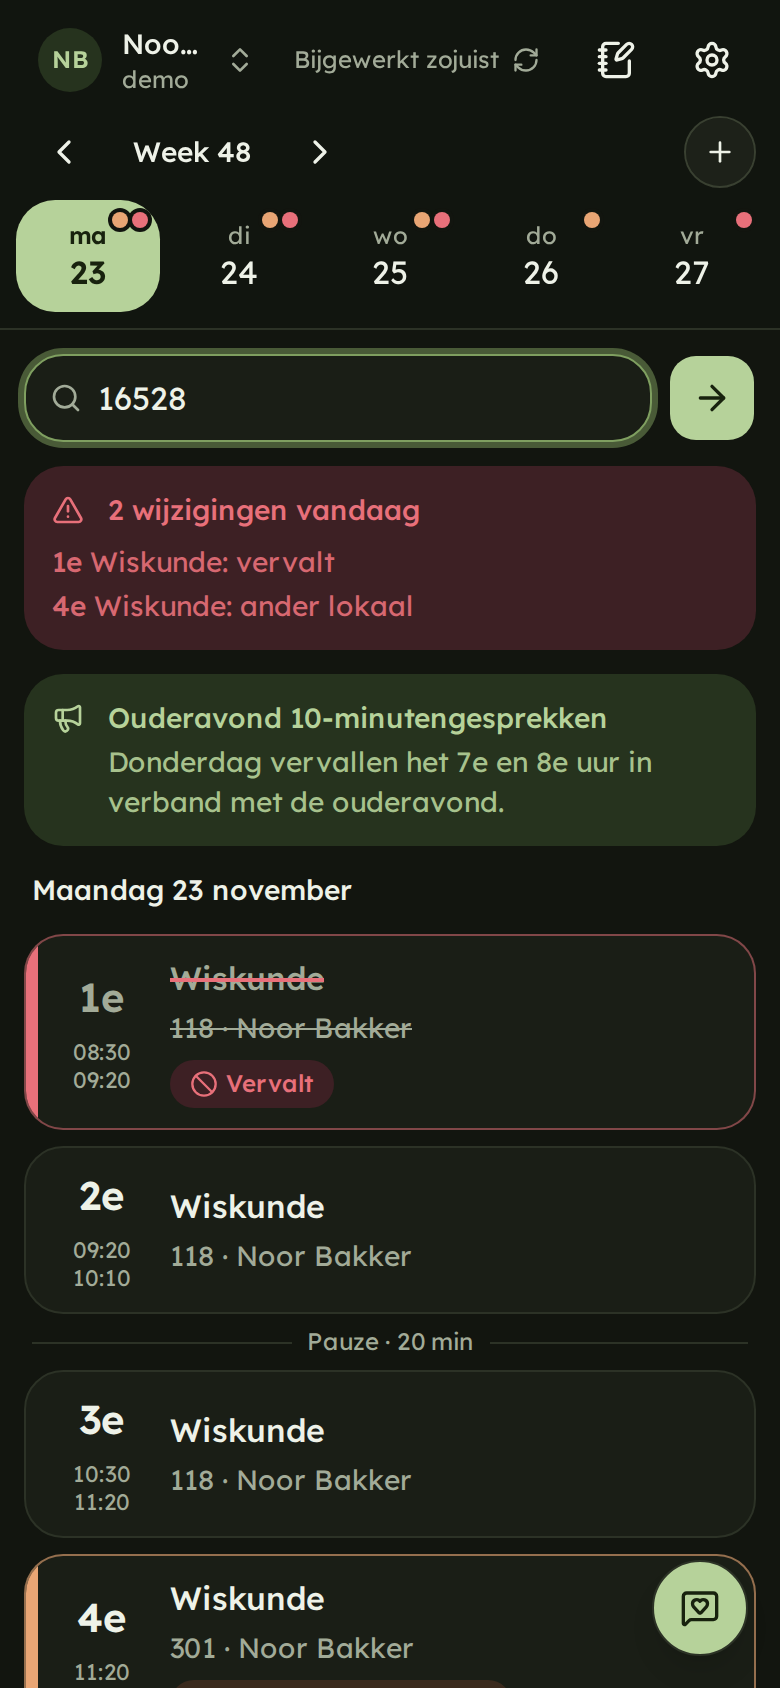 NB
Noo...
demo
Bijgewerkt zojuist
Week 48
ma
23
di
24
wo
25
do
26
vr
27
16528
2 wijzigingen vandaag
1e Wiskunde: vervalt
4e Wiskunde: ander lokaal
Ouderavond 10-minutengesprekken
Donderdag vervallen het 7e en 8e uur in
verband met de ouderavond.
Maandag 23 november
1e
08:30
09:20
Wiskunde
118 · Noor Bakker
Vervalt
2e
09:20
10:10
Wiskunde
118 · Noor Bakker
Pauze · 20 min
3e
10:30
11:20
Wiskunde
118 · Noor Bakker
4e
11:20
Wiskunde
301 · Noor Bakker